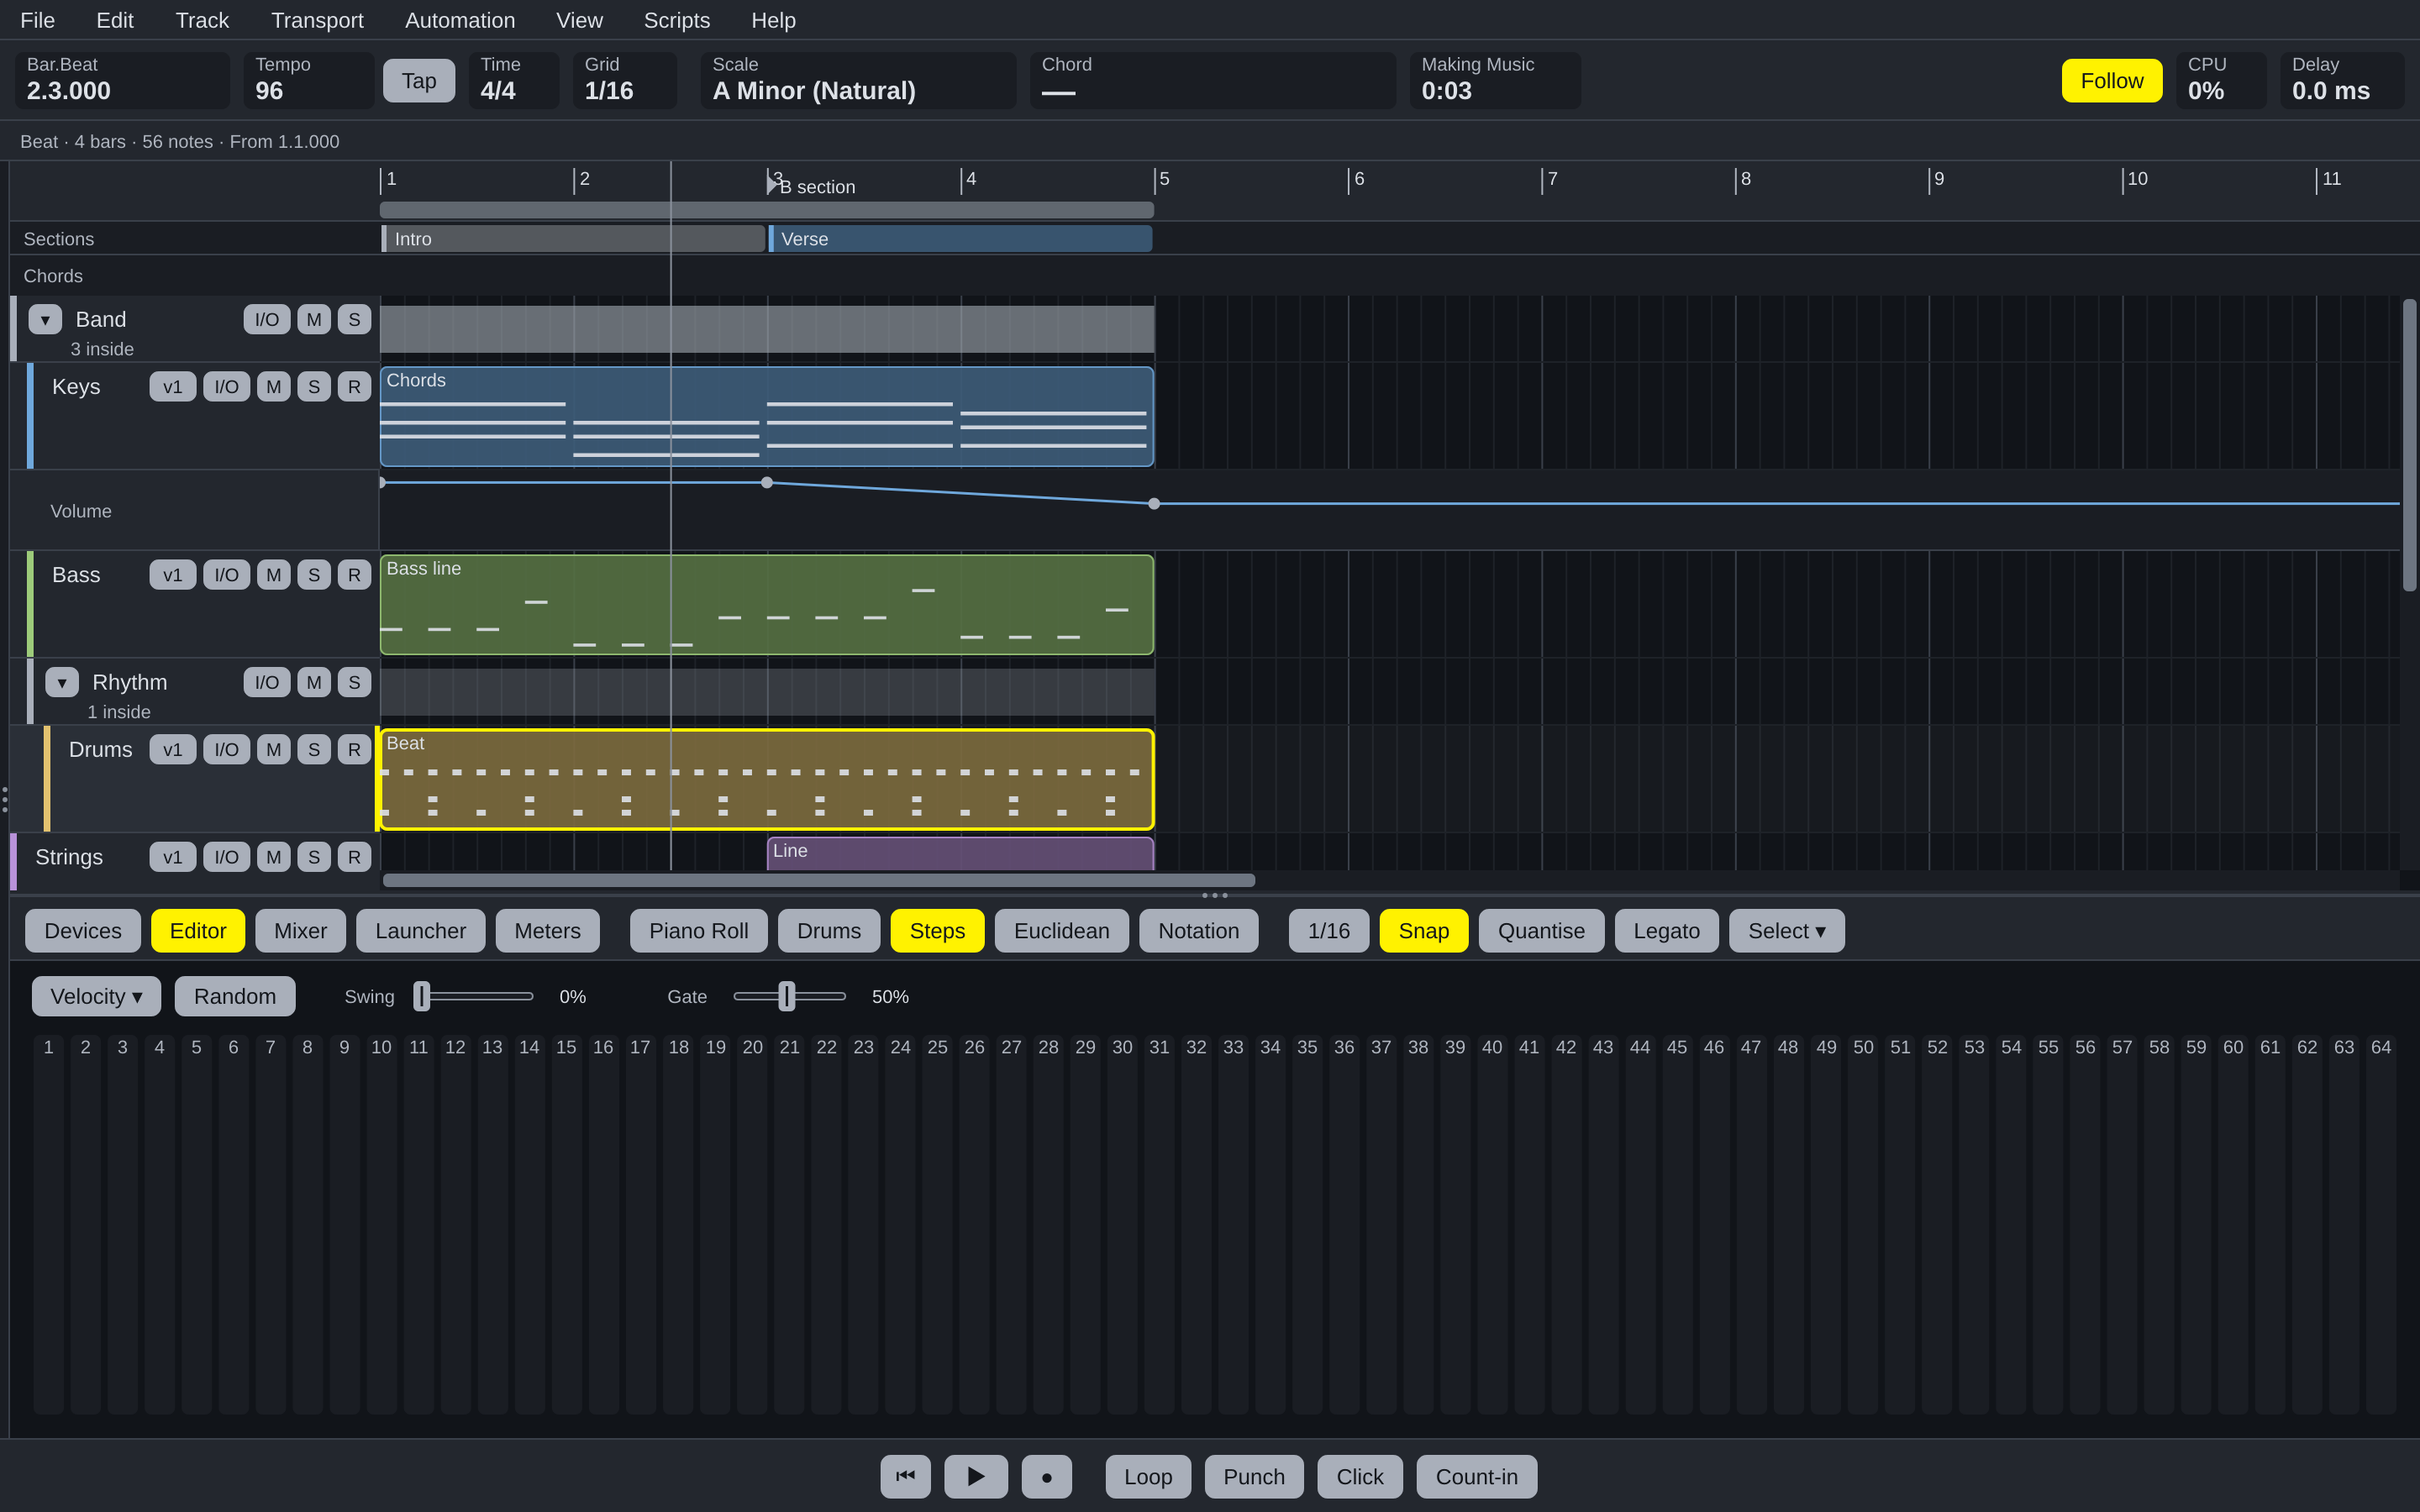 File Edit Track Transport Automation View Scripts Help
Bar.Beat Tempo Time Grid Scale Chord Making Music CPU Delay
2.3.000 96 Tap 4/4 1/16 A Minor (Natural) — 0:03 Follow 0% 0.0 ms
Beat · 4 bars · 56 notes · From 1.1.000
1 2 3 4 5 6 7 8 9 10 11
B section
Sections Intro Verse
Chords
Band I/O M S
3 inside
Keys v1 I/O M S R Chords
Volume
Bass v1 I/O M S R Bass line
Rhythm I/O M S
1 inside
Drums v1 I/O M S R Beat
Strings v1 I/O M S R Line
Devices Editor Mixer Launcher Meters Piano Roll Drums Steps Euclidean Notation 1/16 Snap Quantise Legato Select ▾
Velocity ▾ Random Swing 0% Gate 50%
1 2 3 4 5 6 7 8 9 10 11 12 13 14 15 16 17 18 19 20 21 22 23 24 25 26 27 28 29 30 31 32 33 34 35 36 37 38 39 40 41 42 43 44 45 46 47 48 49 50 51 52 53 54 55 56 57 58 59 60 61 62 63 64
Loop Punch Click Count-in